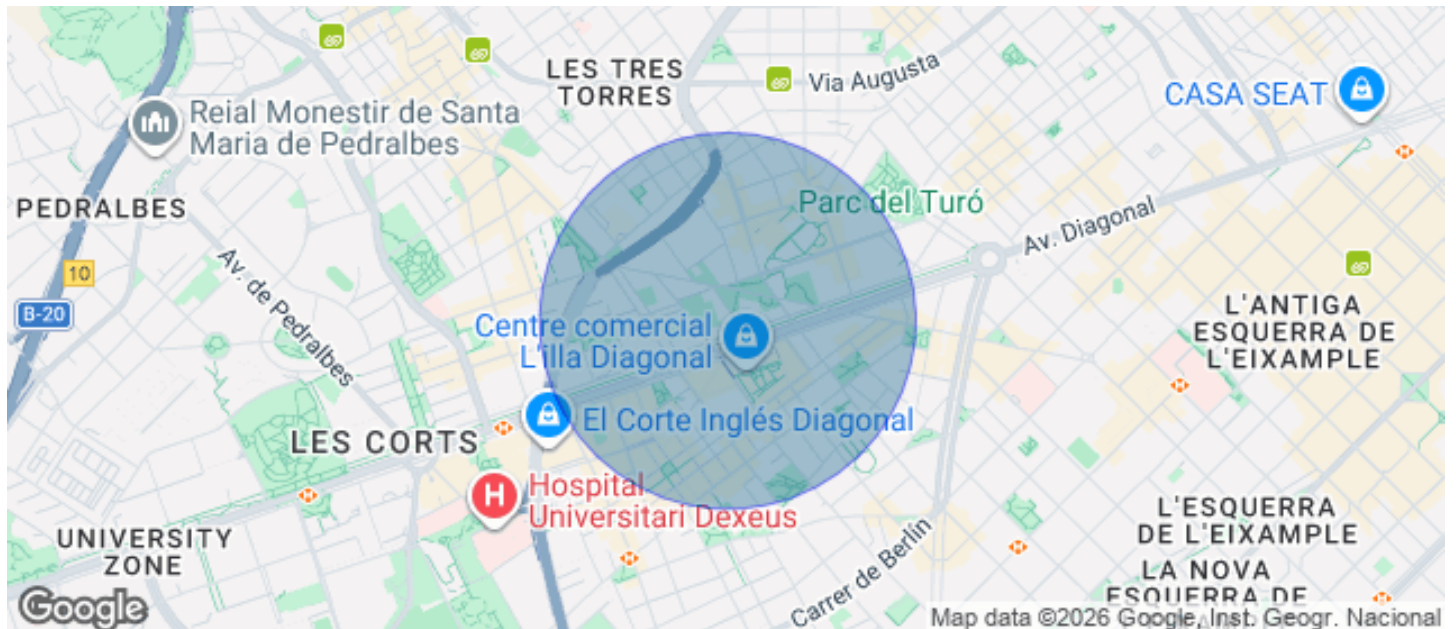 LES TRES
TORRES
Via Augusta
CASA SEAT
Reial Monestir de Santa
Maria de Pedralbes
PEDRALBES
Parc del Turó
Av. Diagonal
10
B-20
Av. de Pedralbes
L'ANTIGA
ESQUERRA DE
L'EIXAMPLE
Centre comercial
L'illa Diagonal
El Corte Inglés Diagonal
LES CORTS
H
Hospital
Universitari Dexeus
L'ESQUERRA
DE L'EIXAMPLE
UNIVERSITY
ZONE
Carrer de Berlín
LA NOVA
ESQUERRA DE
Google
Map data ©2026 Google, Inst. Geogr. Nacional